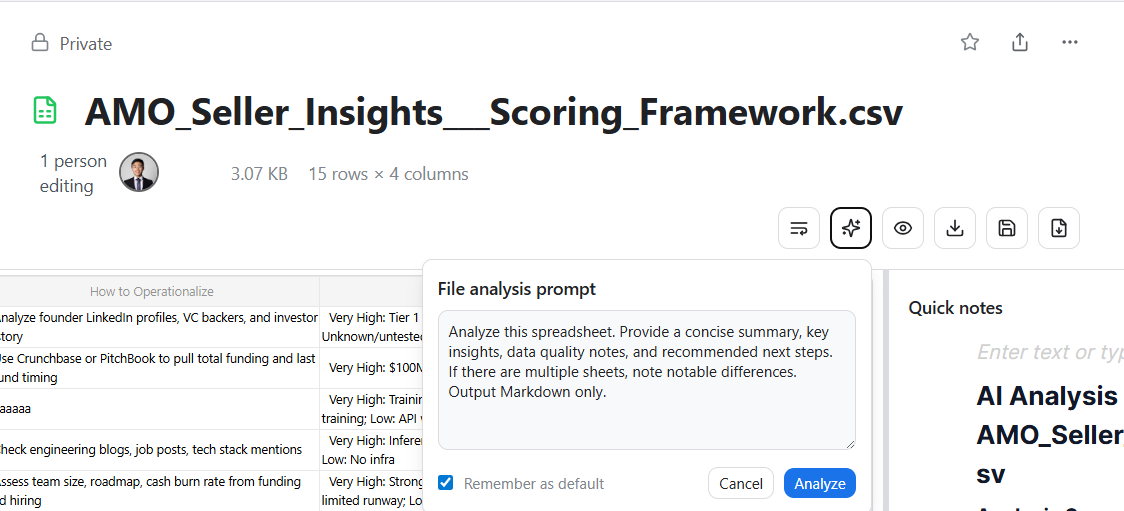 Private
AMO_Seller_Insights___Scoring_Framework.csv
1 person
editing
3.07 KB
15 rows × 4 columns
How to Operationalize
nalyze founder LinkedIn profiles, VC backers, and investor
tory
Very High: Tier 1
Unknown/unteste
se Crunchbase or PitchBook to pull total funding and last
und timing
Very High: $100M
aaaaa
Very High: Trainin
training; Low: API
heck engineering blogs, job posts, tech stack mentions
Very High: Infere
Low: No infra
ssess team size, roadmap, cash burn rate from funding
d hiring
Very High: Strong
limited runway; Lo
File analysis prompt
Analyze this spreadsheet. Provide a concise summary, key
insights, data quality notes, and recommended next steps.
If there are multiple sheets, note notable differences.
Output Markdown only.
Remember as default
Cancel
Analyze
Quick notes
Enter text or typ
AI Analysis
AMO_Seller_
sv